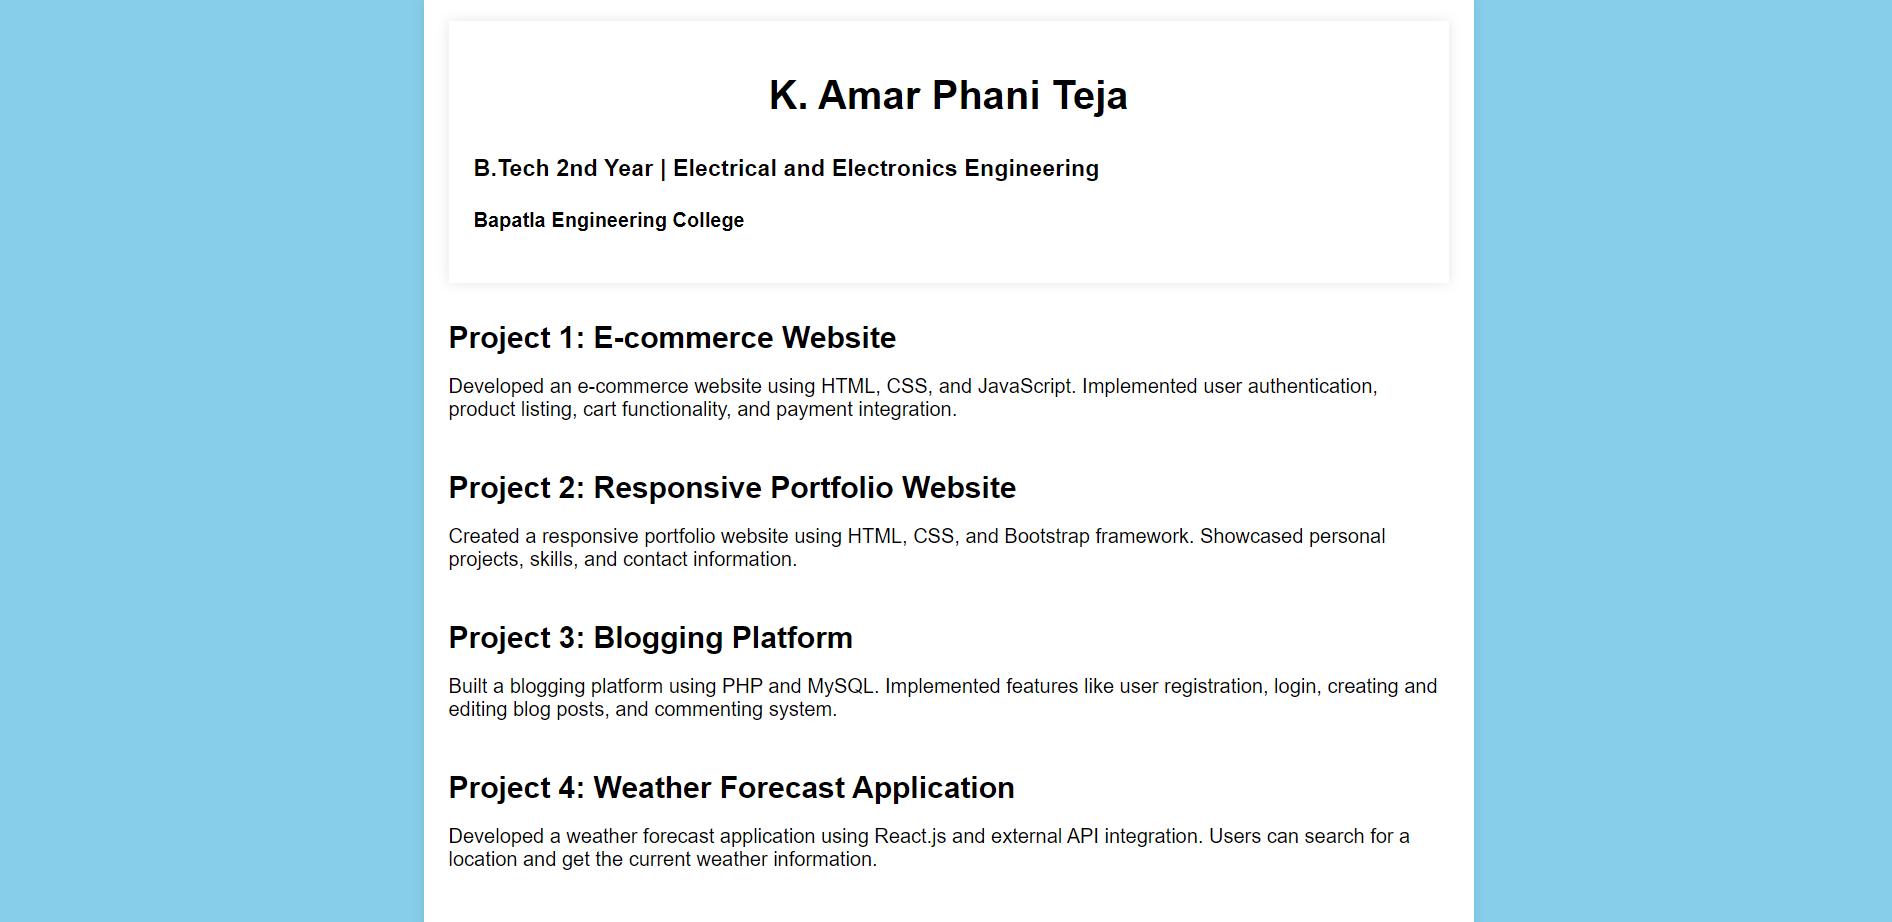 K. Amar Phani Teja
B.Tech 2nd Year | Electrical and Electronics Engineering
Bapatla Engineering College
Project 1: E-commerce Website
Developed an e-commerce website using HTML, CSS, and JavaScript. Implemented user authentication,
product listing, cart functionality, and payment integration.
Project 2: Responsive Portfolio Website
Created a responsive portfolio website using HTML, CSS, and Bootstrap framework. Showcased personal
projects, skills, and contact information.
Project 3: Blogging Platform
Built a blogging platform using PHP and MySQL. Implemented features like user registration, login, creating and
editing blog posts, and commenting system.
Project 4: Weather Forecast Application
Developed a weather forecast application using React.js and external API integration. Users can search for a
location and get the current weather information.